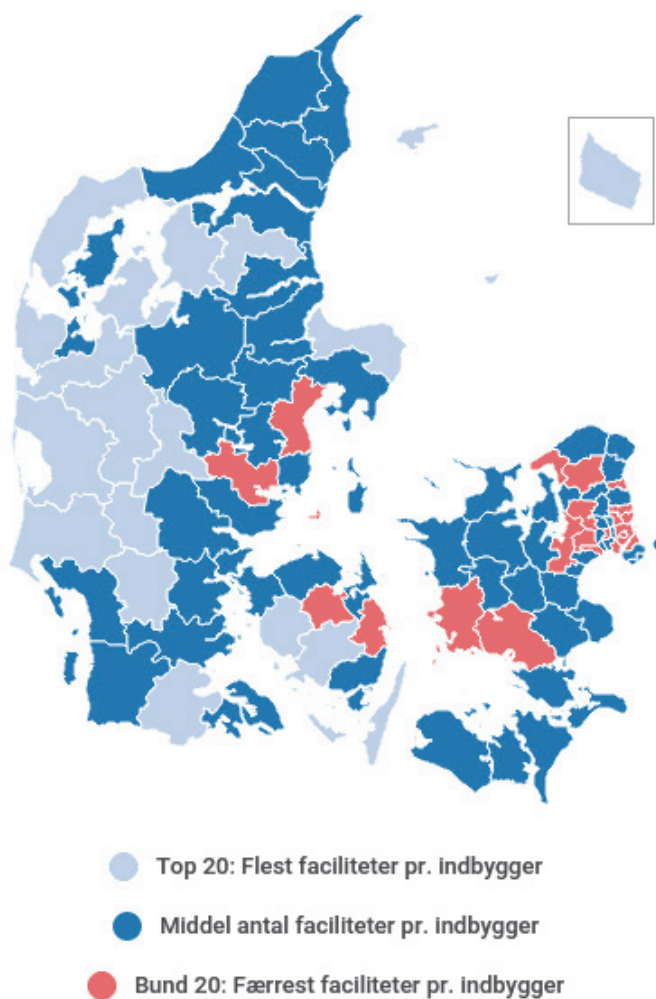 Top 20: Flest faciliteter pr. indbygger
Middel antal faciliteter pr. indbygger
Bund 20: Færrest faciliteter pr. indbygger